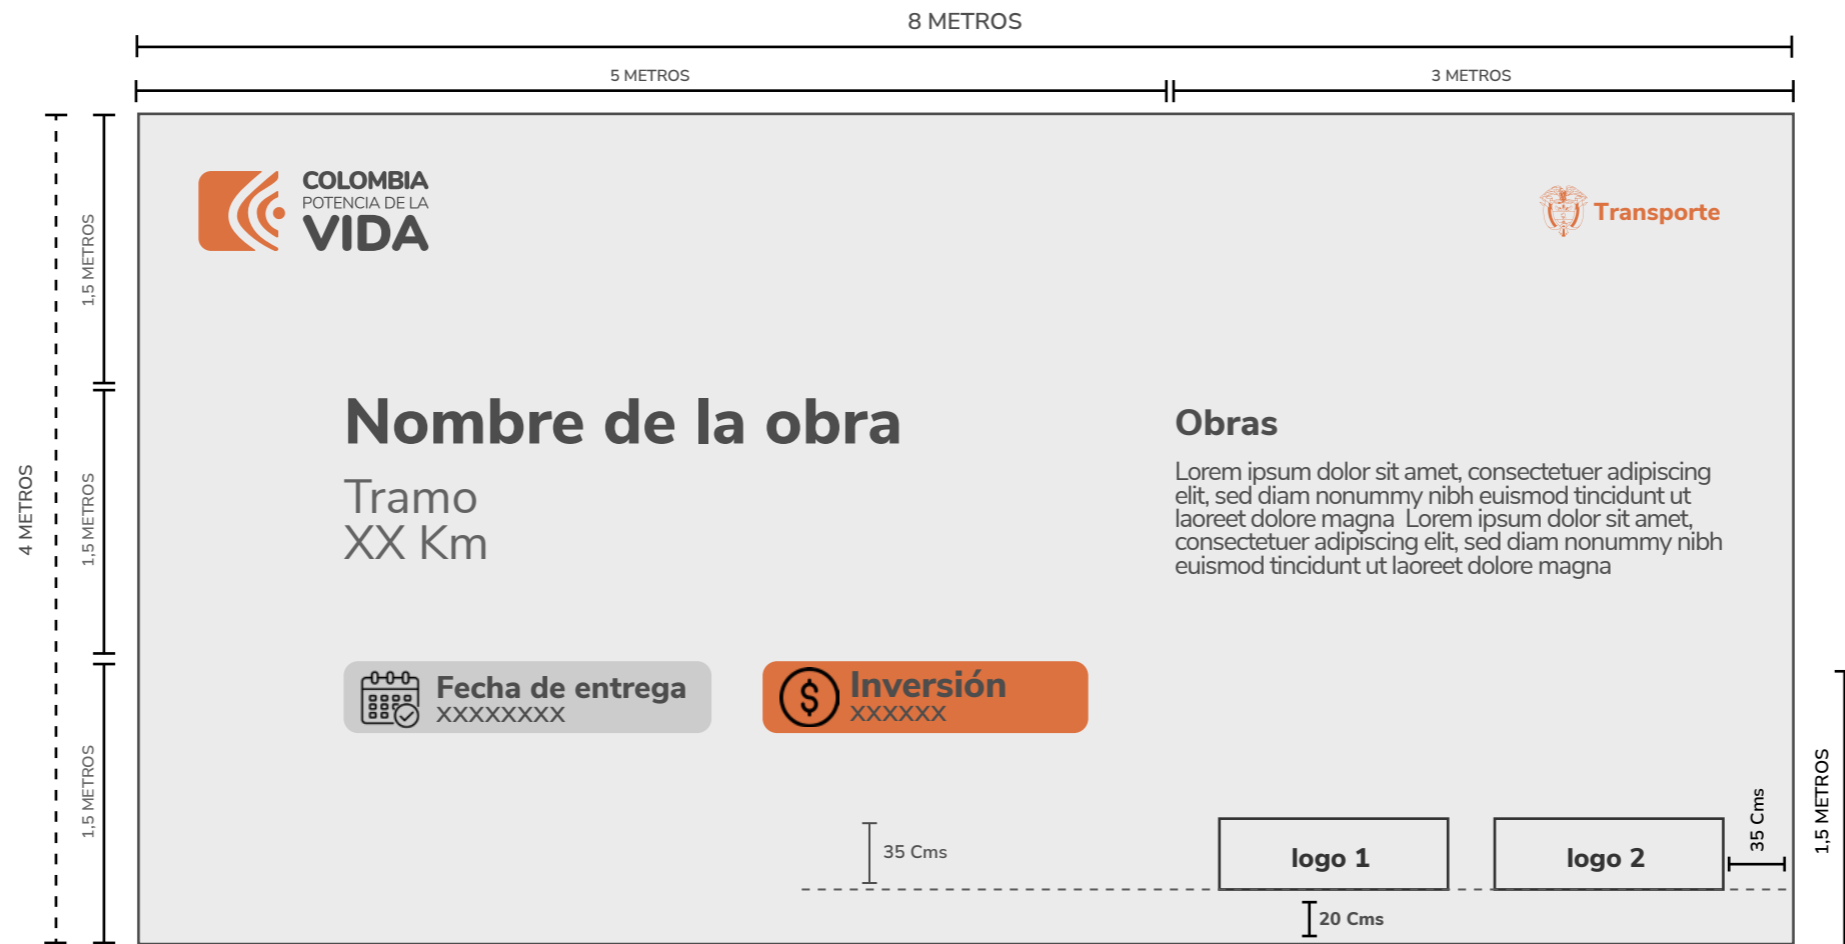 8 METROS
5 METROS
3 METROS
4 METROS
1,5 METROS
1,5 METROS
1,5 METROS
COLOMBIA
POTENCIA DE LA
VIDA
Transporte
Nombre de la obra
Tramo
XX Km
Obras
Lorem ipsum dolor sit amet, consectetuer adipiscing
elit, sed diam nonummy nibh euismod tincidunt ut
laoreet dolore magna  Lorem ipsum dolor sit amet,
consectetuer adipiscing elit, sed diam nonummy nibh
euismod tincidunt ut laoreet dolore magna
Fecha de entrega
XXXXXXXX
$
Inversión
XXXXXX
35 Cms
logo 1
logo 2
35 Cms
1,5 METROS
20 Cms